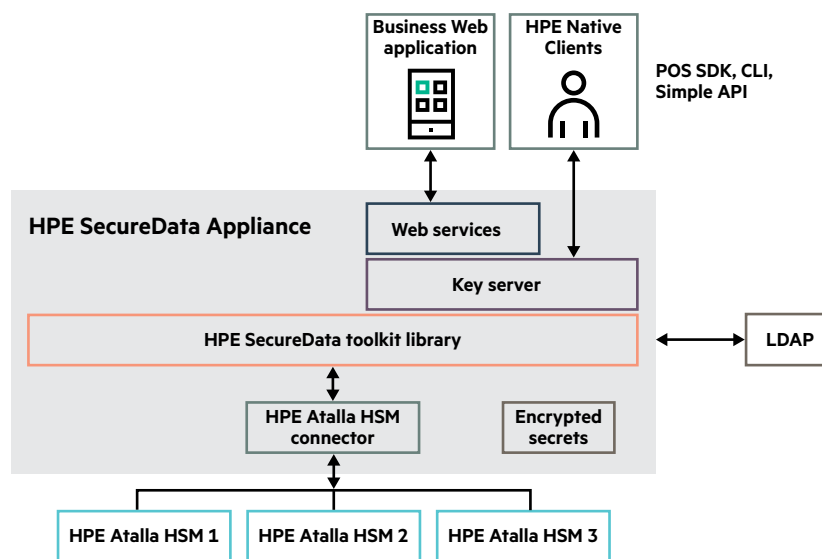 Business Web
application
HPE Native
Clients
POS SDK, CLI,
Simple API
HPE SecureData Appliance
Web services
Key server
HPE SecureData toolkit library
LDAP
HPE Atalla HSM
connector
Encrypted
secrets
HPE Atalla HSM 1
HPE Atalla HSM 2
HPE Atalla HSM 3